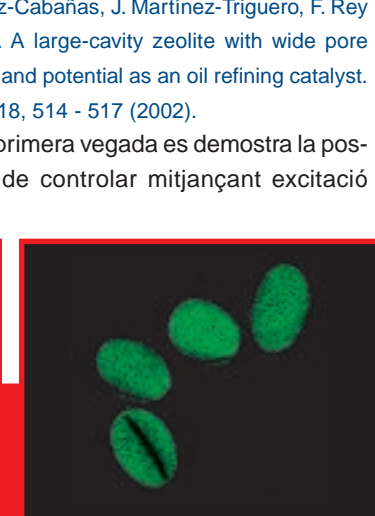 z-Cabañas, J. Martínez-Triguero, F. Rey
. A large-cavity zeolite with wide pore
and potential as an oil refining catalyst.
18, 514 - 517 (2002).
primera vegada es demostra la pos-
de controlar mitjançant excitació